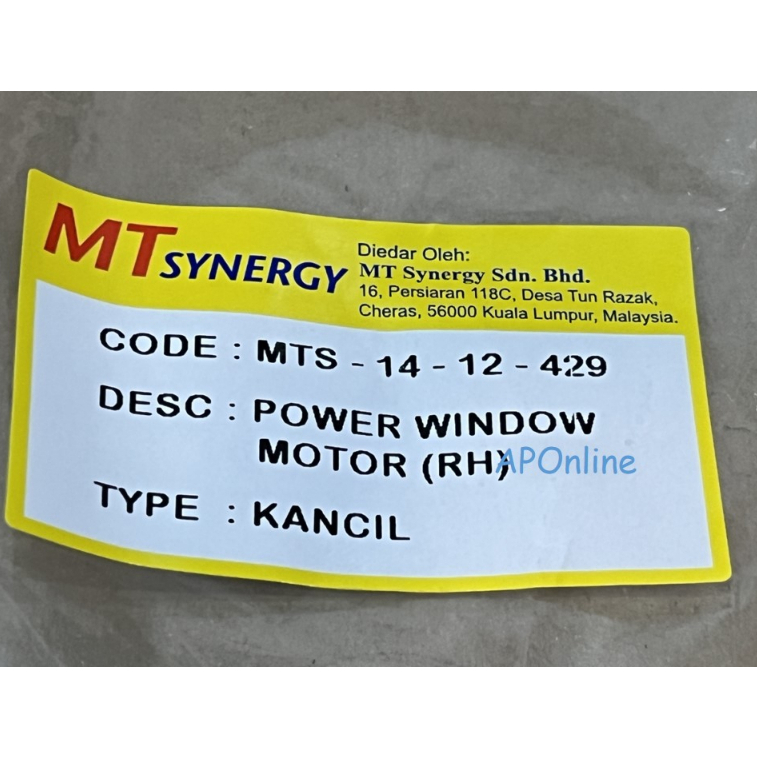 MT SYNERGY
Diedar Oleh:
MT Synergy Sdn. Bhd.
16, Persiaran 118C, Desa Tun Razak,
Cheras, 56000 Kuala Lumpur, Malaysia.
CODE : MTS - 14 - 12 - 429
DESC : POWER WINDOW
MOTOR (RH)
APOnline
TYPE : KANCIL